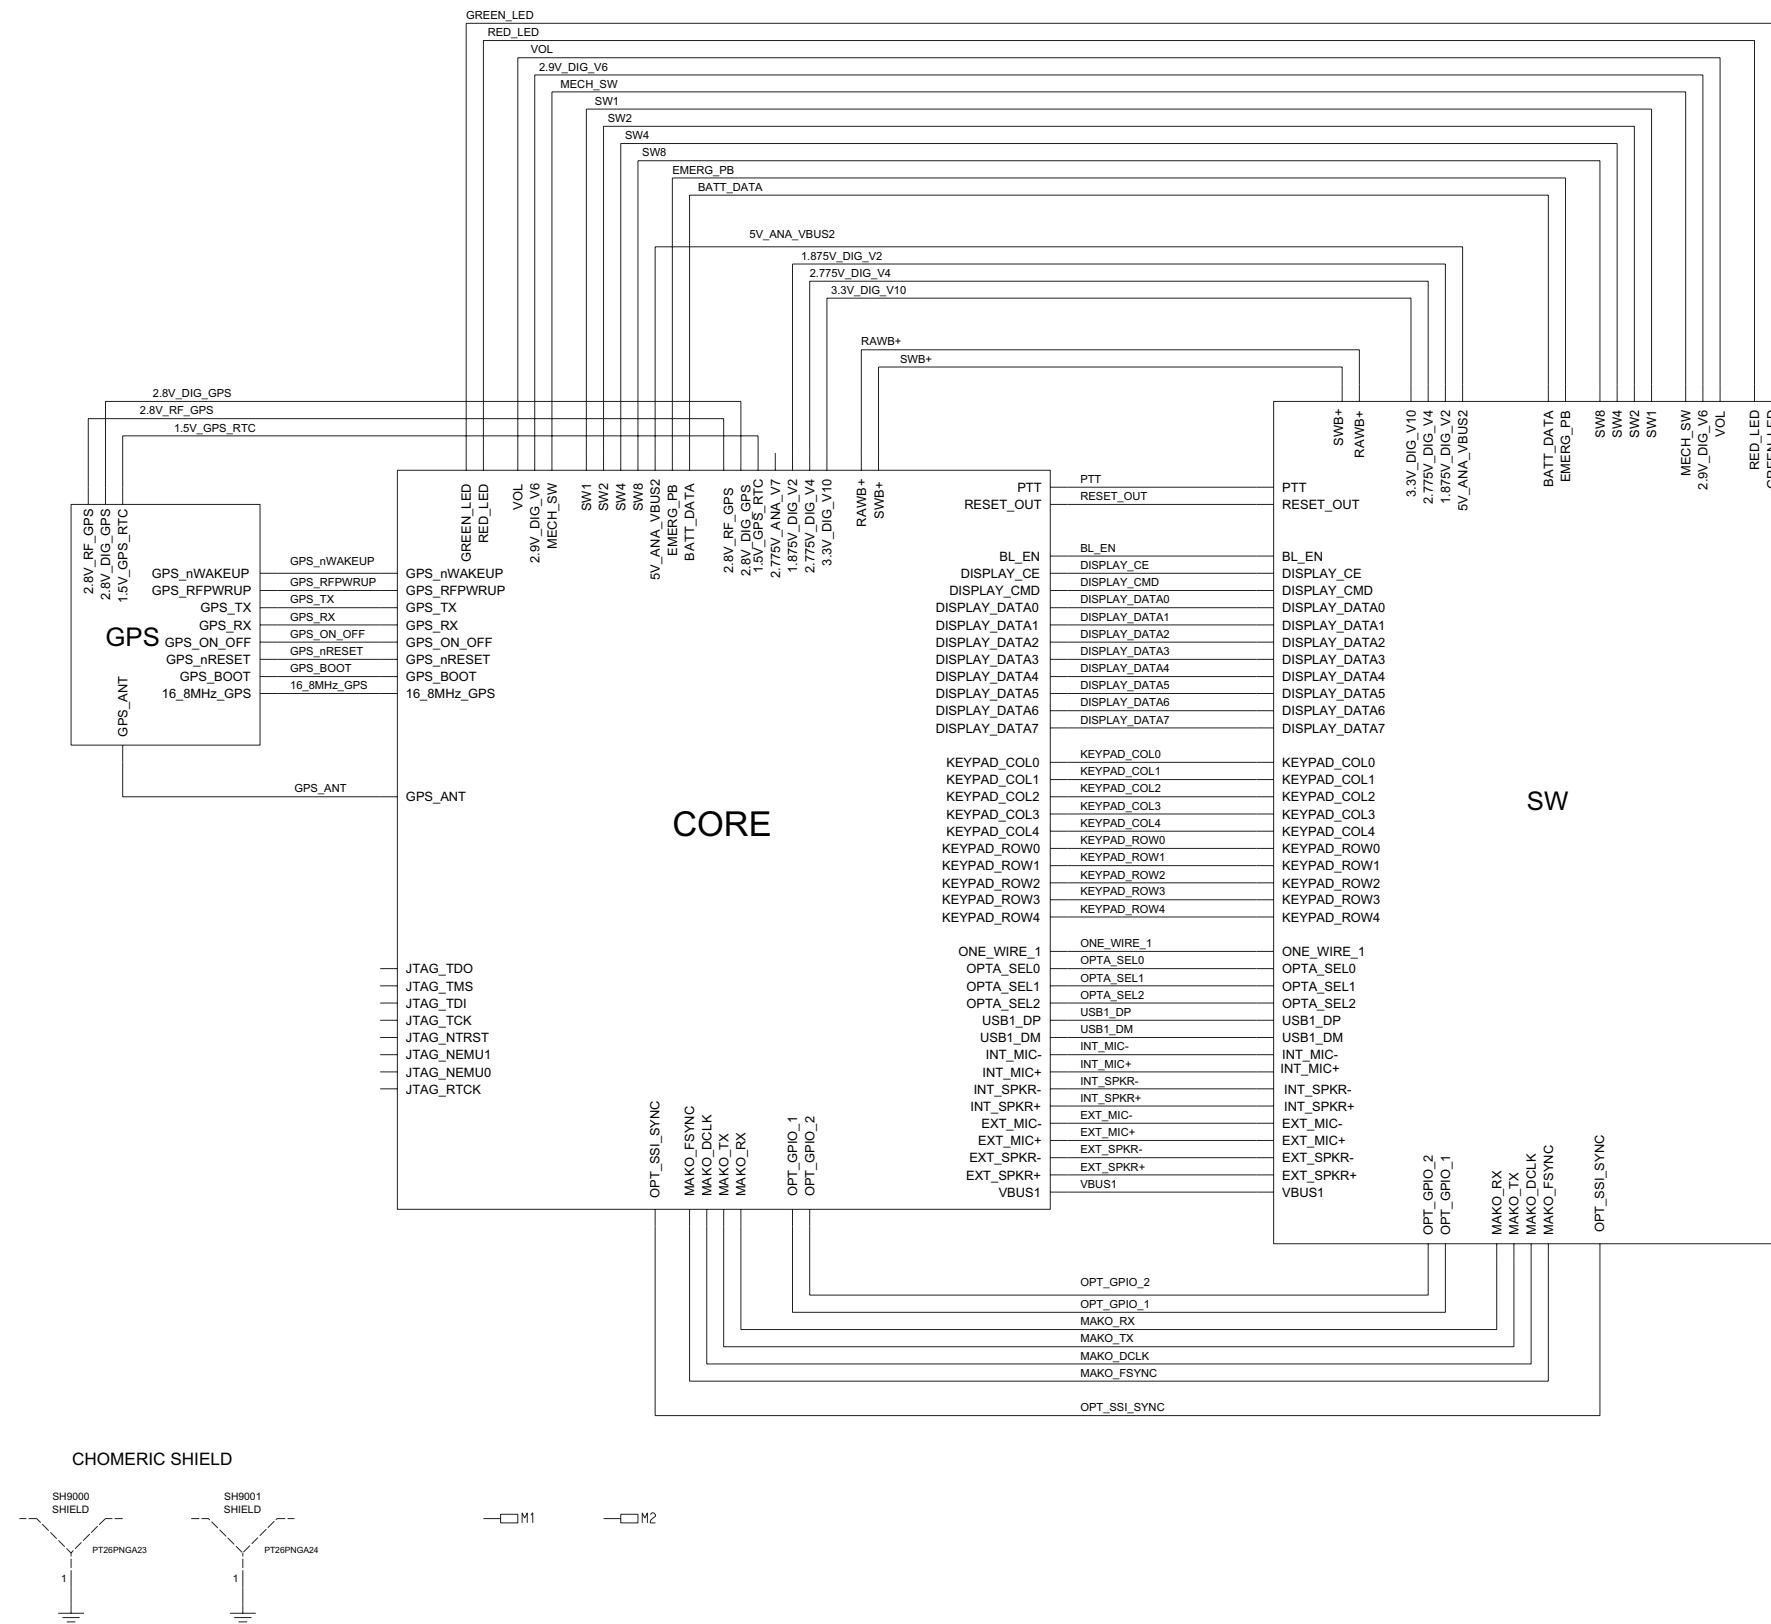 GREEN_LED
RED_LED
VOL
2.9V_DIG_V6
MECH_SW
SW1
SW2
SW4
SW8
EMERG_PB
BATT_DATA
5V_ANA_VBUS2
1.875V_DIG_V2
2.775V_DIG_V4
3.3V_DIG_V10
RAWB+
SWB+
2.8V_DIG_GPS
2.8V_RF_GPS
1.5V_GPS_RTC
2.8V_RF_GPS
2.8V_DIG_GPS
1.5V_GPS_RTC
GPS_nWAKEUP
GPS_RFPWRUP
GPS_TX
GPS_RX
GPS_ON_OFF
GPS_nRESET
GPS_BOOT
16_8MHz_GPS
GPS
GPS_ANT
GPS_nWAKEUP
GPS_RFPWRUP
GPS_TX
GPS_RX
GPS_ON_OFF
GPS_nRESET
GPS_BOOT
16_8MHz_GPS
GPS_ANT
GREEN_LED
RED_LED
VOL
2.9V_DIG_V6
MECH_SW
SW1
SW2
SW4
SW8
5V_ANA_VBUS2
EMERG_PB
BATT_DATA
2.8V_RF_GPS
2.8V_DIG_GPS
1.5V_GPS_RTC
2.775V_ANA_V7
1.875V_DIG_V2
2.775V_DIG_V4
3.3V_DIG_V10
RAWB+
SWB+
GPS_nWAKEUP
GPS_RFPWRUP
GPS_TX
GPS_RX
GPS_ON_OFF
GPS_nRESET
GPS_BOOT
16_8MHz_GPS
GPS_ANT
CORE
JTAG_TDO
JTAG_TMS
JTAG_TDI
JTAG_TCK
JTAG_NTRST
JTAG_NEMU1
JTAG_NEMU0
JTAG_RTCK
OPT_SSI_SYNC
MAKO_FSYNC
MAKO_DCLK
MAKO_TX
MAKO_RX
OPT_GPIO_1
OPT_GPIO_2
PTT
RESET_OUT
BL_EN
DISPLAY_CE
DISPLAY_CMD
DISPLAY_DATA0
DISPLAY_DATA1
DISPLAY_DATA2
DISPLAY_DATA3
DISPLAY_DATA4
DISPLAY_DATA5
DISPLAY_DATA6
DISPLAY_DATA7
KEYPAD_COL0
KEYPAD_COL1
KEYPAD_COL2
KEYPAD_COL3
KEYPAD_COL4
KEYPAD_ROW0
KEYPAD_ROW1
KEYPAD_ROW2
KEYPAD_ROW3
KEYPAD_ROW4
ONE_WIRE_1
OPTA_SEL0
OPTA_SEL1
OPTA_SEL2
USB1_DP
USB1_DM
INT_MIC-
INT_MIC+
INT_SPKR-
INT_SPKR+
EXT_MIC-
EXT_MIC+
EXT_SPKR-
EXT_SPKR+
VBUS1
PTT
RESET_OUT
BL_EN
DISPLAY_CE
DISPLAY_CMD
DISPLAY_DATA0
DISPLAY_DATA1
DISPLAY_DATA2
DISPLAY_DATA3
DISPLAY_DATA4
DISPLAY_DATA5
DISPLAY_DATA6
DISPLAY_DATA7
KEYPAD_COL0
KEYPAD_COL1
KEYPAD_COL2
KEYPAD_COL3
KEYPAD_COL4
KEYPAD_ROW0
KEYPAD_ROW1
KEYPAD_ROW2
KEYPAD_ROW3
KEYPAD_ROW4
ONE_WIRE_1
OPTA_SEL0
OPTA_SEL1
OPTA_SEL2
USB1_DP
USB1_DM
INT_MIC-
INT_MIC+
INT_SPKR-
INT_SPKR+
EXT_MIC-
EXT_MIC+
EXT_SPKR-
EXT_SPKR+
VBUS1
SWB+
RAWB+
3.3V_DIG_V10
2.775V_DIG_V4
1.875V_DIG_V2
5V_ANA_VBUS2
BATT_DATA
EMERG_PB
SW8
SW4
SW2
SW1
MECH_SW
2.9V_DIG_V6
VOL
RED_LED
GREEN_LED
PTT
RESET_OUT
BL_EN
DISPLAY_CE
DISPLAY_CMD
DISPLAY_DATA0
DISPLAY_DATA1
DISPLAY_DATA2
DISPLAY_DATA3
DISPLAY_DATA4
DISPLAY_DATA5
DISPLAY_DATA6
DISPLAY_DATA7
KEYPAD_COL0
KEYPAD_COL1
KEYPAD_COL2
KEYPAD_COL3
KEYPAD_COL4
KEYPAD_ROW0
KEYPAD_ROW1
KEYPAD_ROW2
KEYPAD_ROW3
KEYPAD_ROW4
ONE_WIRE_1
OPTA_SEL0
OPTA_SEL1
OPTA_SEL2
USB1_DP
USB1_DM
INT_MIC-
INT_MIC+
INT_SPKR-
INT_SPKR+
EXT_MIC-
EXT_MIC+
EXT_SPKR-
EXT_SPKR+
VBUS1
SW
OPT_GPIO_2
OPT_GPIO_1
MAKO_RX
MAKO_TX
MAKO_DCLK
MAKO_FSYNC
OPT_SSI_SYNC
OPT_GPIO_2
OPT_GPIO_1
MAKO_RX
MAKO_TX
MAKO_DCLK
MAKO_FSYNC
OPT_SSI_SYNC
CHOMERIC SHIELD
SH9000
SHIELD
PT26PNGA23
1
SH9001
SHIELD
PT26PNGA24
1
M1
M2